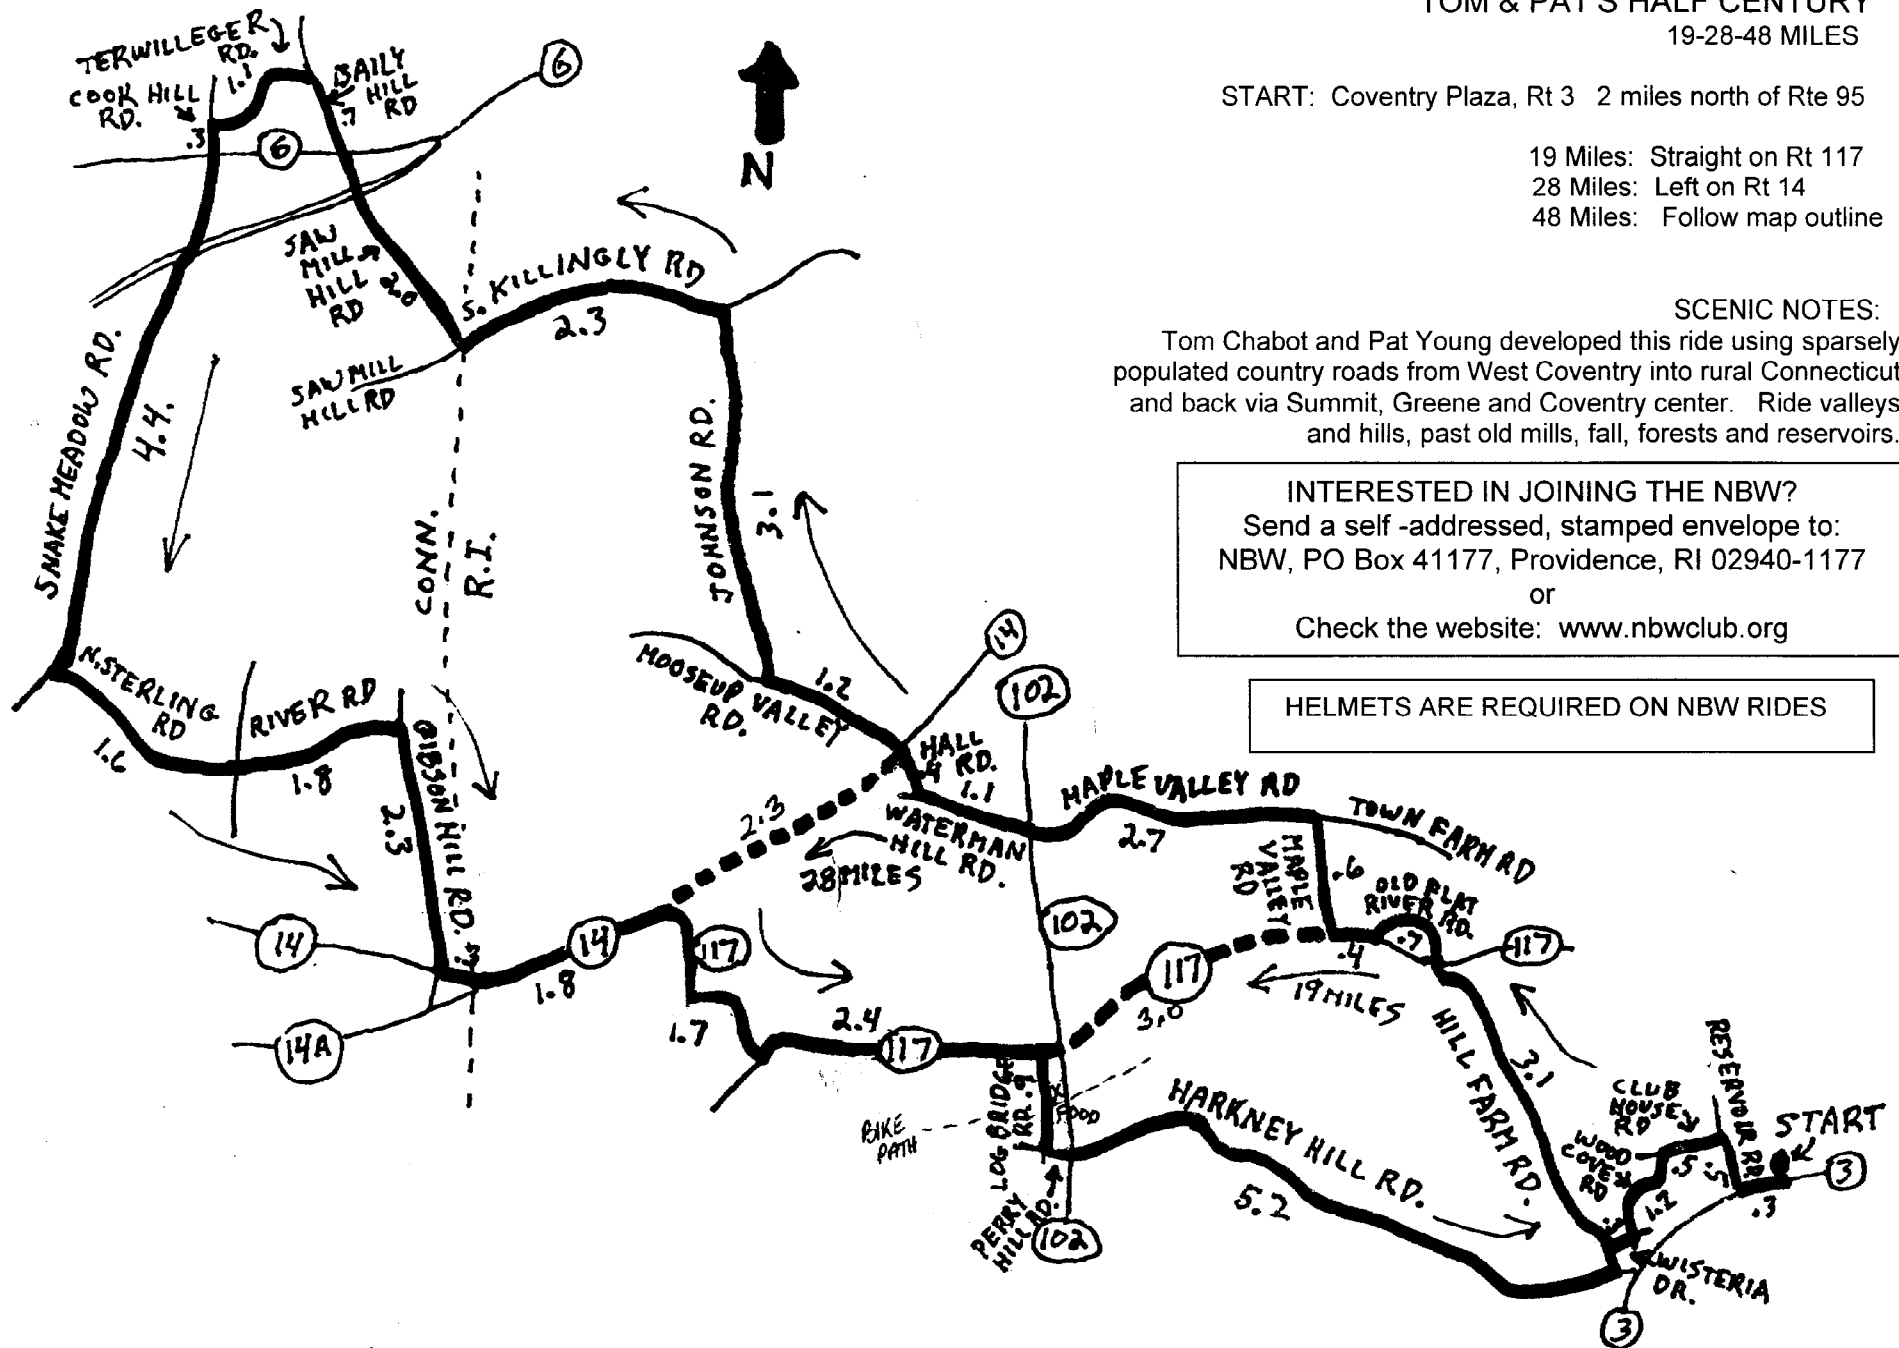 TOM & PAT'S HALF CENTURY
19-28-48 MILES
START: Coventry Plaza, Rt 3 2 miles north of Rte 95
19 Miles: Straight on Rt 117
28 Miles: Left on Rt 14
48 Miles: Follow map outline
SCENIC NOTES:
Tom Chabot and Pat Young developed this ride using sparsely
populated country roads from West Coventry into rural Connecticut
and back via Summit, Greene and Coventry center. Ride valleys
and hills, past old mills, fall, forests and reservoirs.
INTERESTED IN JOINING THE NBW?
Send a self -addressed, stamped envelope to:
NBW, PO Box 41177, Providence, RI 02940-1177
or
Check the website: www.nbwclub.org
HELMETS ARE REQUIRED ON NBW RIDES
TERWILLEGER
RD.
1.1
COOK HILL
RD.
.3
BAILY
HILL
RD
.7
6
6
N
SAW
MILL
HILL
RD
2.0
S. KILLINGLY RD
2.3
SAW MILL
HILL RD
SNAKE MEADOW RD.
4.4.
CONN.
R.I.
JOHNSON RD.
3.1
MOOSEUP VALLEY
RD.
1.2
14
102
N. STERLING
RD
1.6
RIVER RD
1.8
GIBSON HILL RD.
2.3
HALL
RD.
.4
1.1
WATERMAN
HILL RD.
2.3
28 MILES
MAPLE VALLEY RD
2.7
TOWN FARM RD
MAPLE
VALLEY
RD
.6
OLD FLAT
RIVER RD.
.7
.4
117
102
14
14
1.8
117
14A
1.7
2.4
117
117
3.0
19 MILES
HILL FARM RD.
3.1
LOG BRIDGE
RD.
.6
X
FOOD
BIKE
PATH
PERRY
HILL RD.
102
HARKNEY HILL RD.
5.2
CLUB
HOUSE
RD
.5
RESERVOIR RD
.5
START
3
.3
WOOD
COVE
RD
1.2
WISTERIA
DR.
3